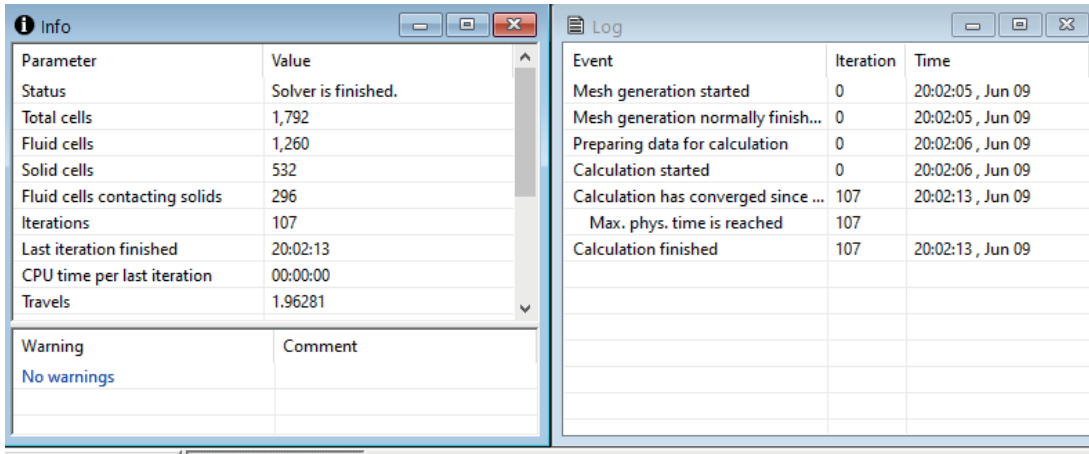 Info
Parameter Value
Status Solver is finished.
Total cells 1,792
Fluid cells 1,260
Solid cells 532
Fluid cells contacting solids 296
Iterations 107
Last iteration finished 20:02:13
CPU time per last iteration 00:00:00
Travels 1.96281
Warning Comment
No warnings
Log
Event Iteration Time
Mesh generation started 0 20:02:05 , Jun 09
Mesh generation normally finish... 0 20:02:05 , Jun 09
Preparing data for calculation 0 20:02:06 , Jun 09
Calculation started 0 20:02:06 , Jun 09
Calculation has converged since ... 107 20:02:13 , Jun 09
Max. phys. time is reached 107
Calculation finished 107 20:02:13 , Jun 09